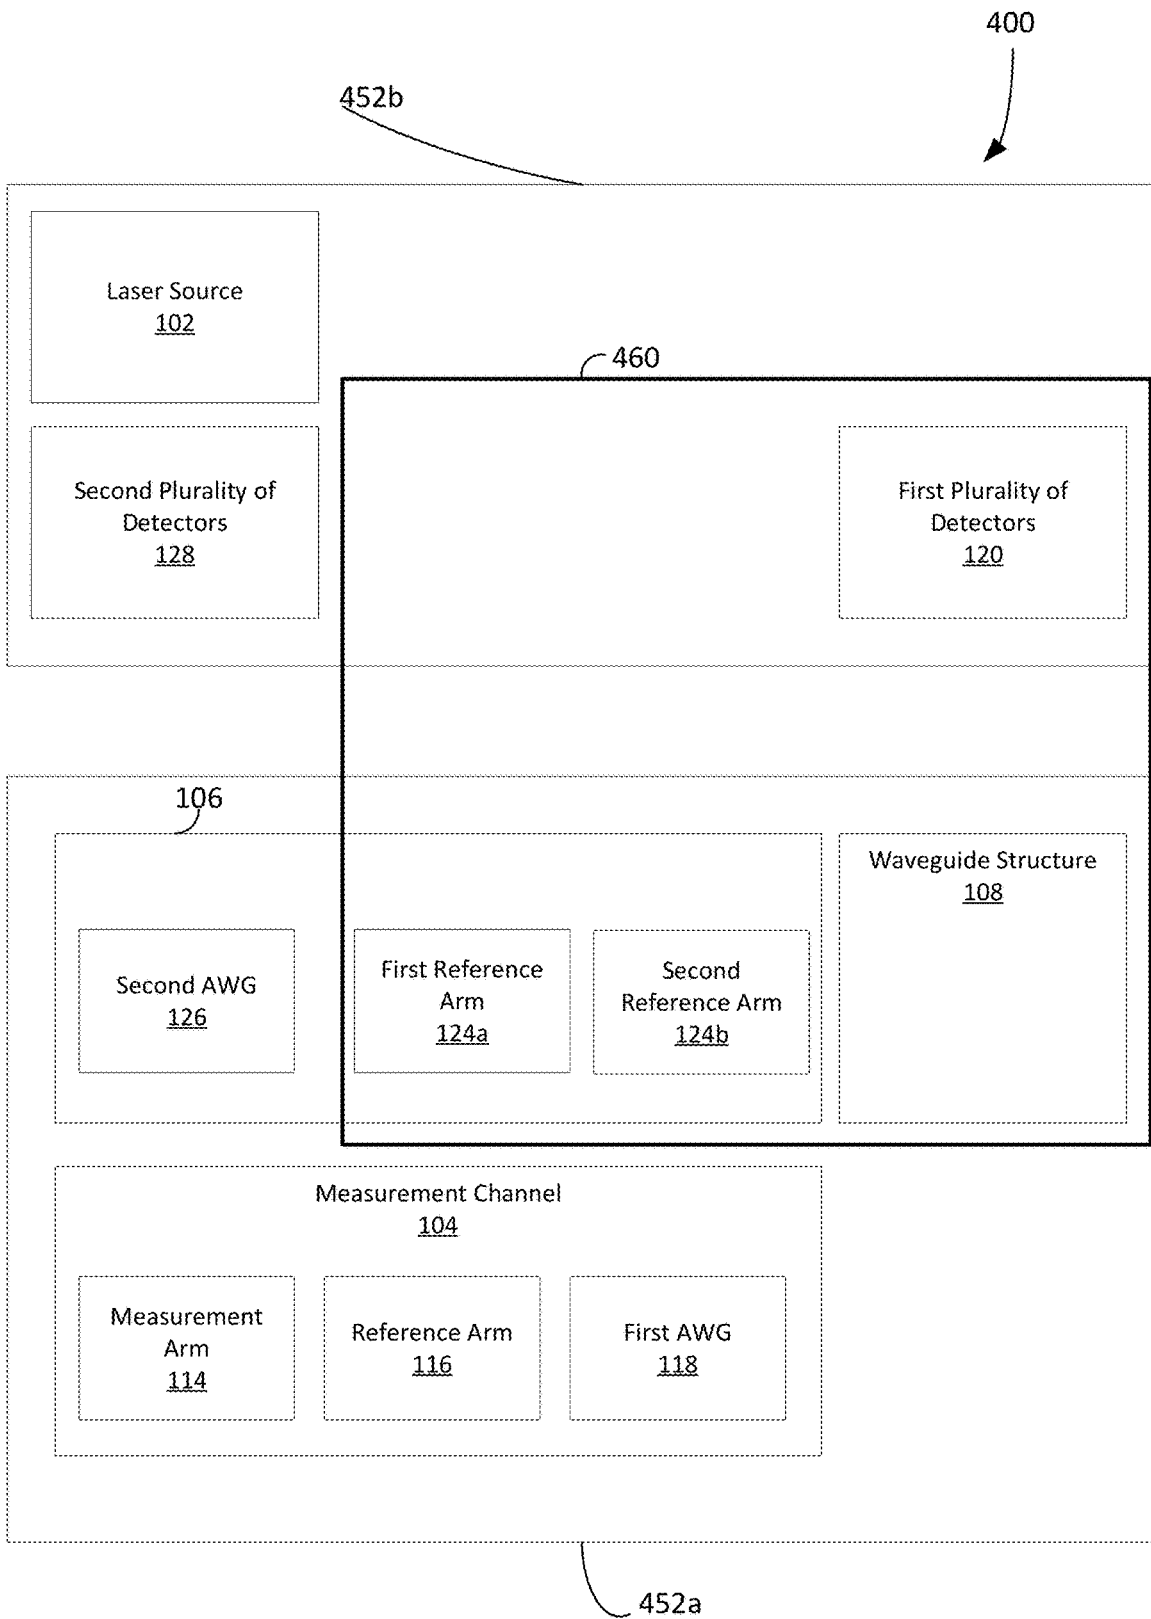 400
452b
Laser Source
102
460
Second Plurality of
Detectors
128
First Plurality of
Detectors
120
106
Waveguide Structure
108
Second AWG
126
First Reference
Arm
124a
Second
Reference Arm
124b
Measurement Channel
104
Measurement
Arm
114
Reference Arm
116
First AWG
118
452a